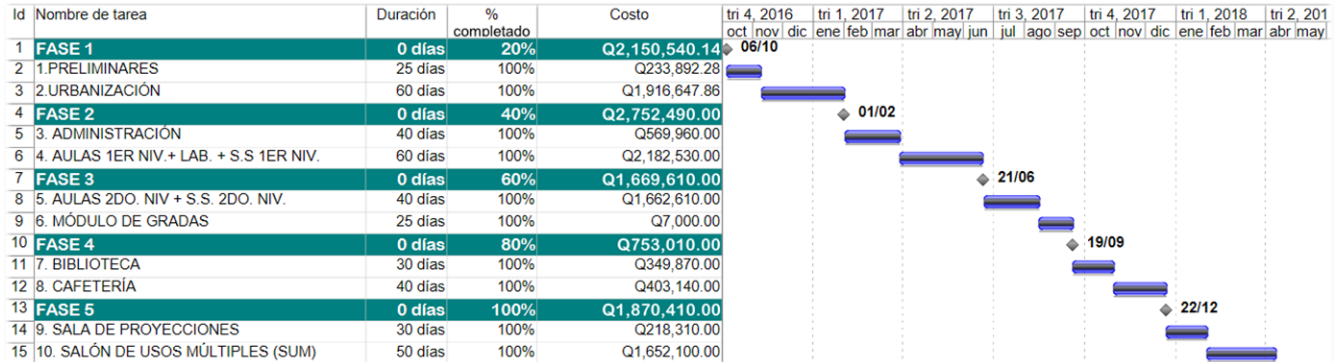 Id Nombre de tarea Duración % completado Costo tri 4, 2016 tri 1, 2017 tri 2, 2017 tri 3, 2017 tri 4, 2017 tri 1, 2018 tri 2, 201
oct nov dic ene feb mar abr may jun jul ago sep oct nov dic ene feb mar abr may
1 FASE 1 0 días 20% Q2,150,540.14 06/10
2 1.PRELIMINARES 25 días 100% Q233,892.28
3 2.URBANIZACIÓN 60 días 100% Q1,916,647.86
4 FASE 2 0 días 40% Q2,752,490.00 01/02
5 3. ADMINISTRACIÓN 40 días 100% Q569,960.00
6 4. AULAS 1ER NIV.+ LAB. + S.S 1ER NIV. 60 días 100% Q2,182,530.00
7 FASE 3 0 días 60% Q1,669,610.00 21/06
8 5. AULAS 2DO. NIV + S.S. 2DO. NIV. 40 días 100% Q1,662,610.00
9 6. MÓDULO DE GRADAS 25 días 100% Q7,000.00
10 FASE 4 0 días 80% Q753,010.00 19/09
11 7. BIBLIOTECA 30 días 100% Q349,870.00
12 8. CAFETERÍA 40 días 100% Q403,140.00
13 FASE 5 0 días 100% Q1,870,410.00 22/12
14 9. SALA DE PROYECCIONES 30 días 100% Q218,310.00
15 10. SALÓN DE USOS MÚLTIPLES (SUM) 50 días 100% Q1,652,100.00